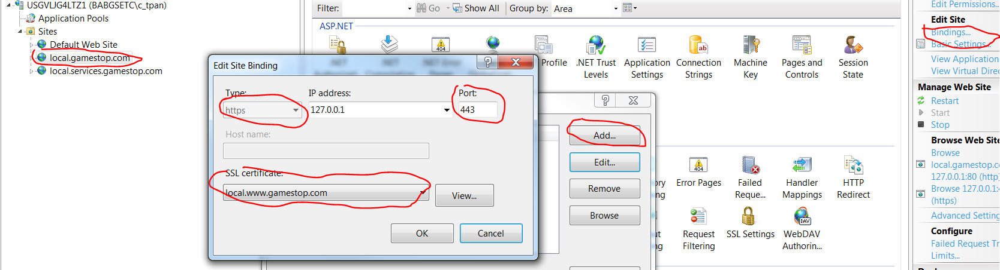 USGVLJG4LTZ1 (BABGSETC\c_tpan)
Application Pools
Sites
Default Web Site
local.gamestop.com
local.services.gamestop.com
Filter:
Go
Show All
Group by:
Area
ASP.NET
Profile
.NET Trust
Levels
Application
Settings
Connection
Strings
Machine
Key
Pages and
Controls
Session
State
Edit Site Binding
Type:
IP address:
Port:
https
127.0.0.1
443
Host name:
SSL certificate:
local.www.gamestop.com
View...
OK
Cancel
Add...
Edit...
Remove
Browse
Error Pages
Failed
Reque...
Handler
Mappings
HTTP
Redirect
Request
Filtering
SSL Settings
WebDAV
Authorin...
Edit Permissions...
Edit Site
Bindings...
Basic Settings...
View Application
View Virtual Dire
Manage Web Site
Restart
Start
Stop
Browse Web Site
Browse
local.gamestop.c
127.0.0.1:80 (http)
Browse 127.0.0.1:4
(https)
Advanced Setting
Configure
Failed Request Tr
Limits...